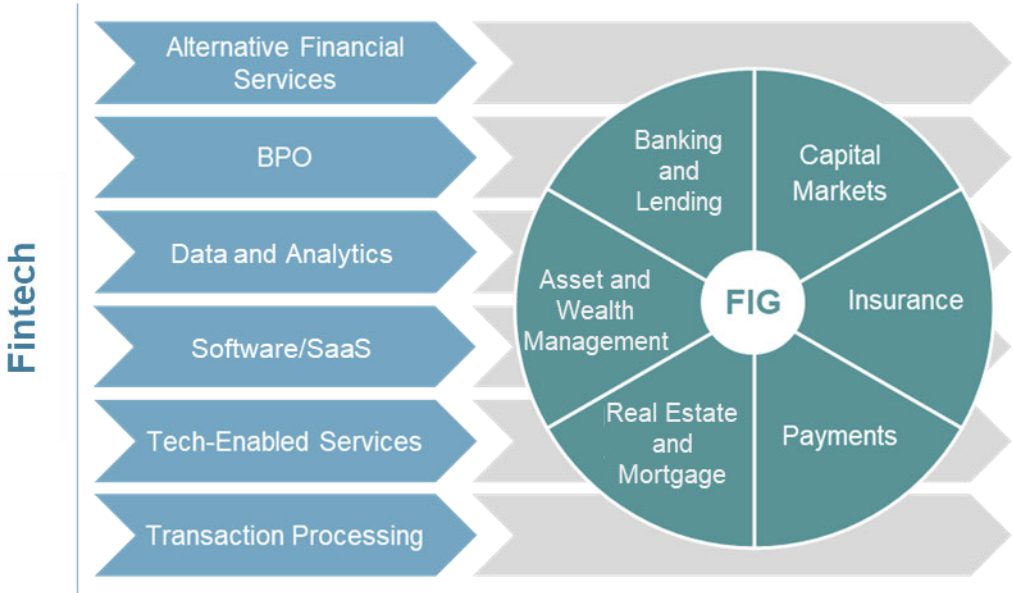 Fintech
Alternative Financial
Services
BPO
Data and Analytics
Software/SaaS
Tech-Enabled Services
Transaction Processing
Banking
and
Lending
Capital
Markets
Asset and
Wealth
Management
FIG
Insurance
Real Estate
and
Mortgage
Payments